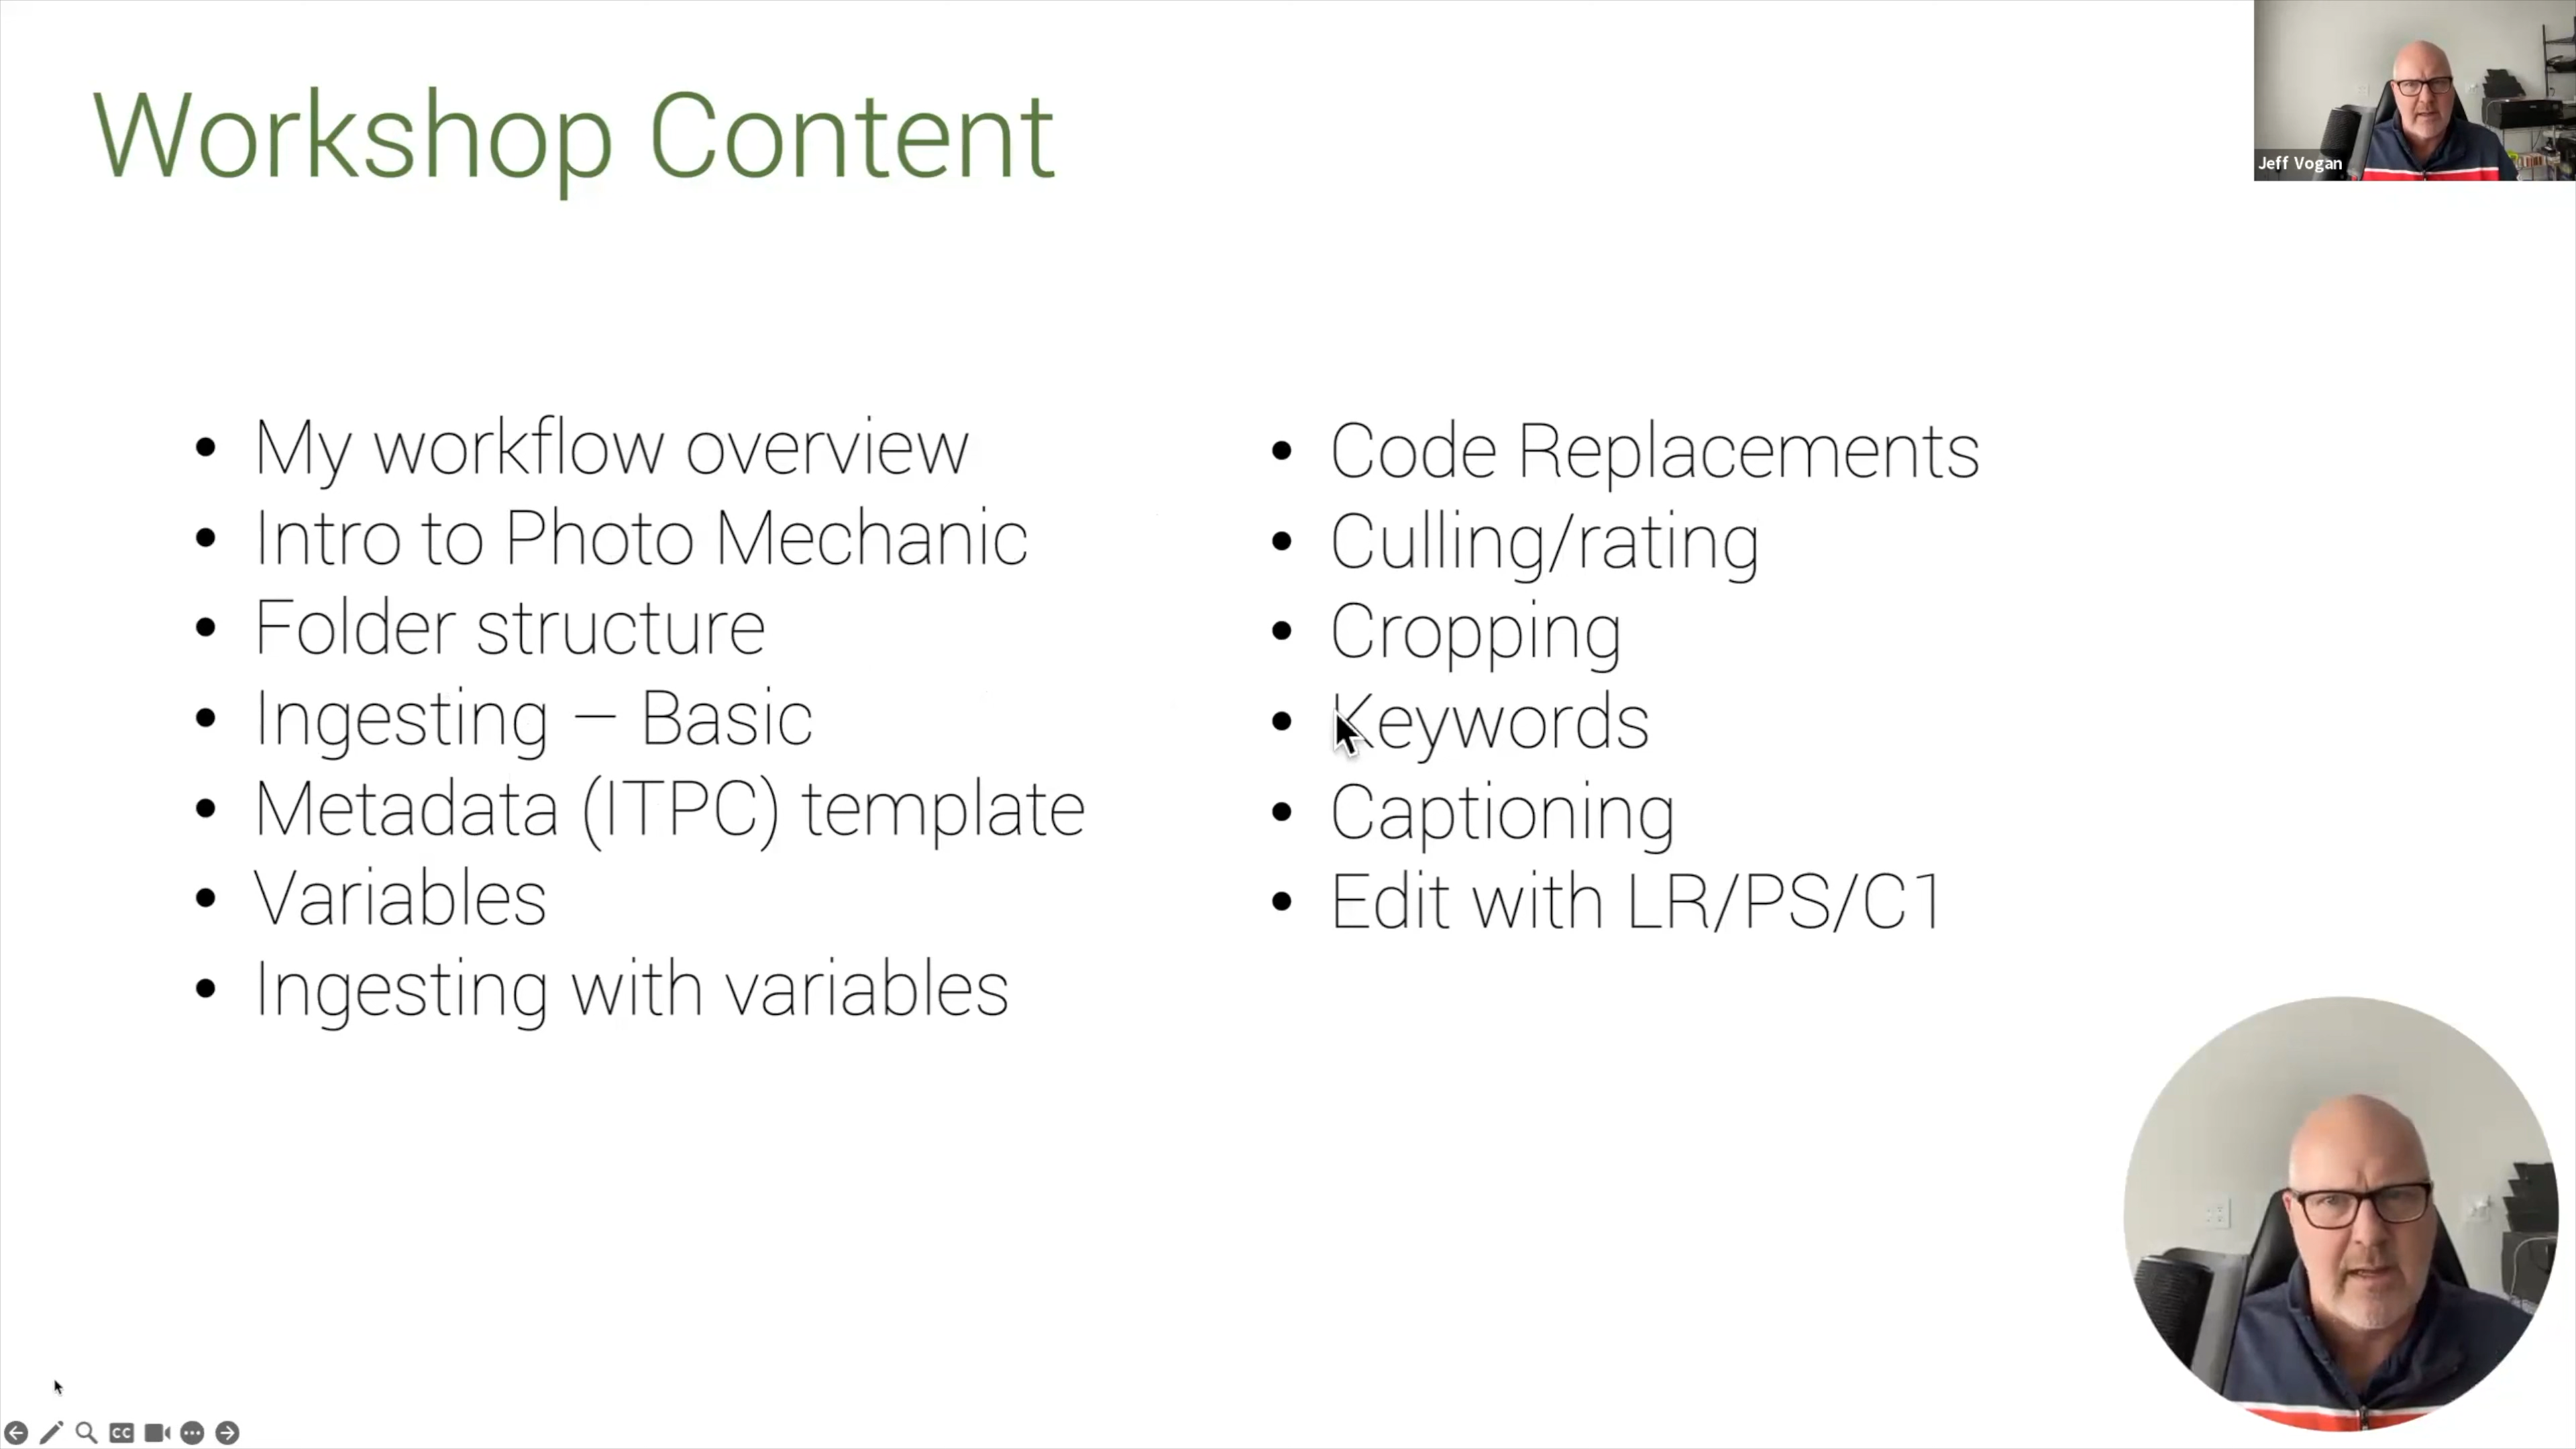 Workshop Content
Jeff Vogan
• My workflow overview
• Intro to Photo Mechanic
• Folder structure
• Ingesting – Basic
• Metadata (ITPC) template
• Variables
• Ingesting with variables
• Code Replacements
• Culling/rating
• Cropping
• Keywords
• Captioning
• Edit with LR/PS/C1
CC